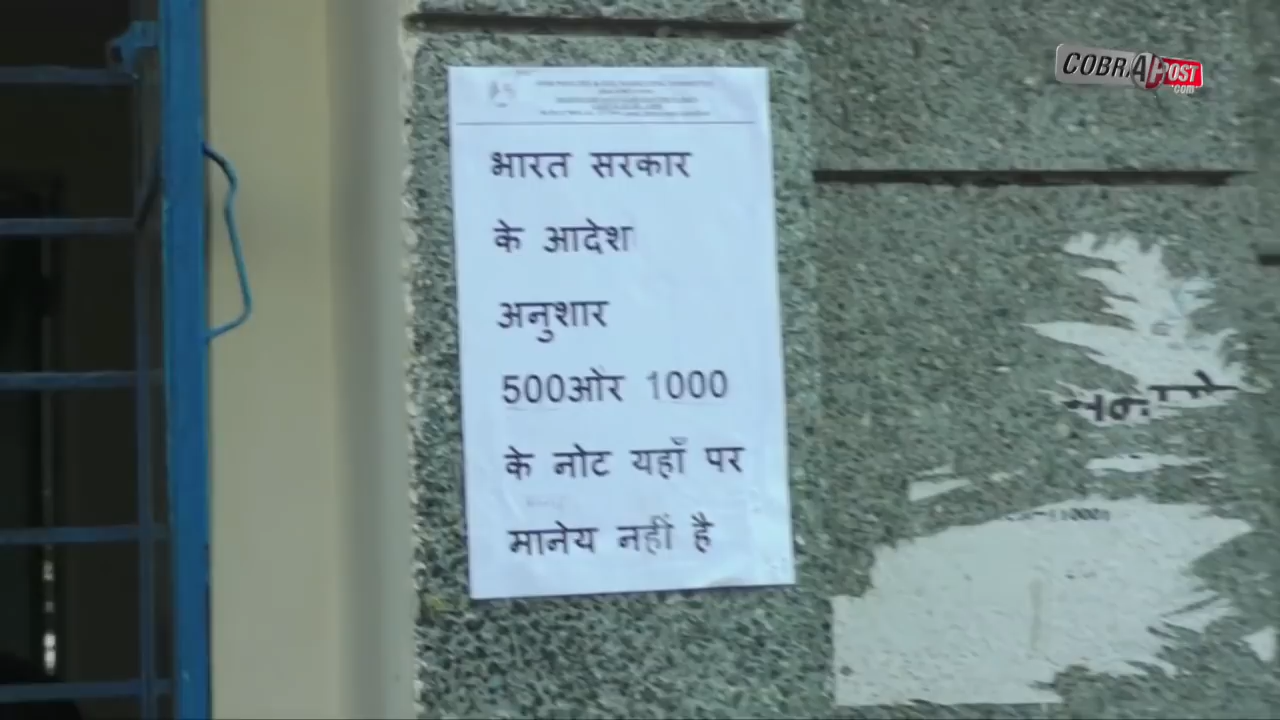 COBRAPOST
.com
भारत सरकार
के आदेश
अनुशार
500ओर 1000
के नोट यहाँ पर
मानेय नहीं है